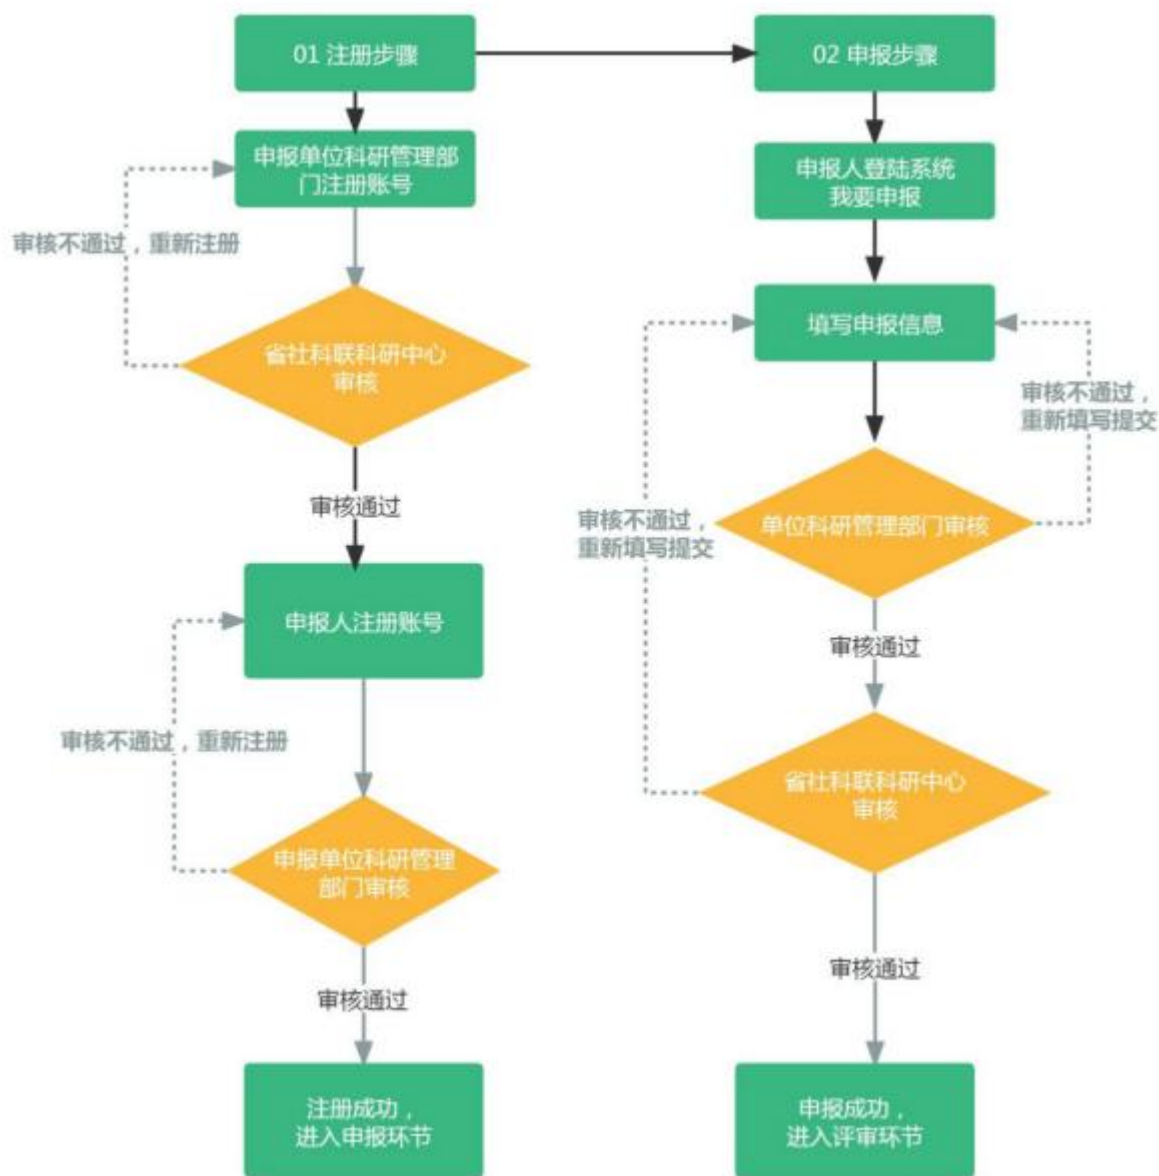 01 注册步骤
申报单位科研管理部
门注册账号
审核不通过，重新注册
省社科联科研中心
审核
审核通过
申报人注册账号
审核不通过，重新注册
申报单位科研管理
部门审核
审核通过
注册成功，
进入申报环节
02 申报步骤
申报人登陆系统
我要申报
填写申报信息
审核不通过，
重新填写提交
单位科研管理部门审核
审核不通过，
重新填写提交
审核通过
省社科联科研中心
审核
审核通过
申报成功，
进入评审环节